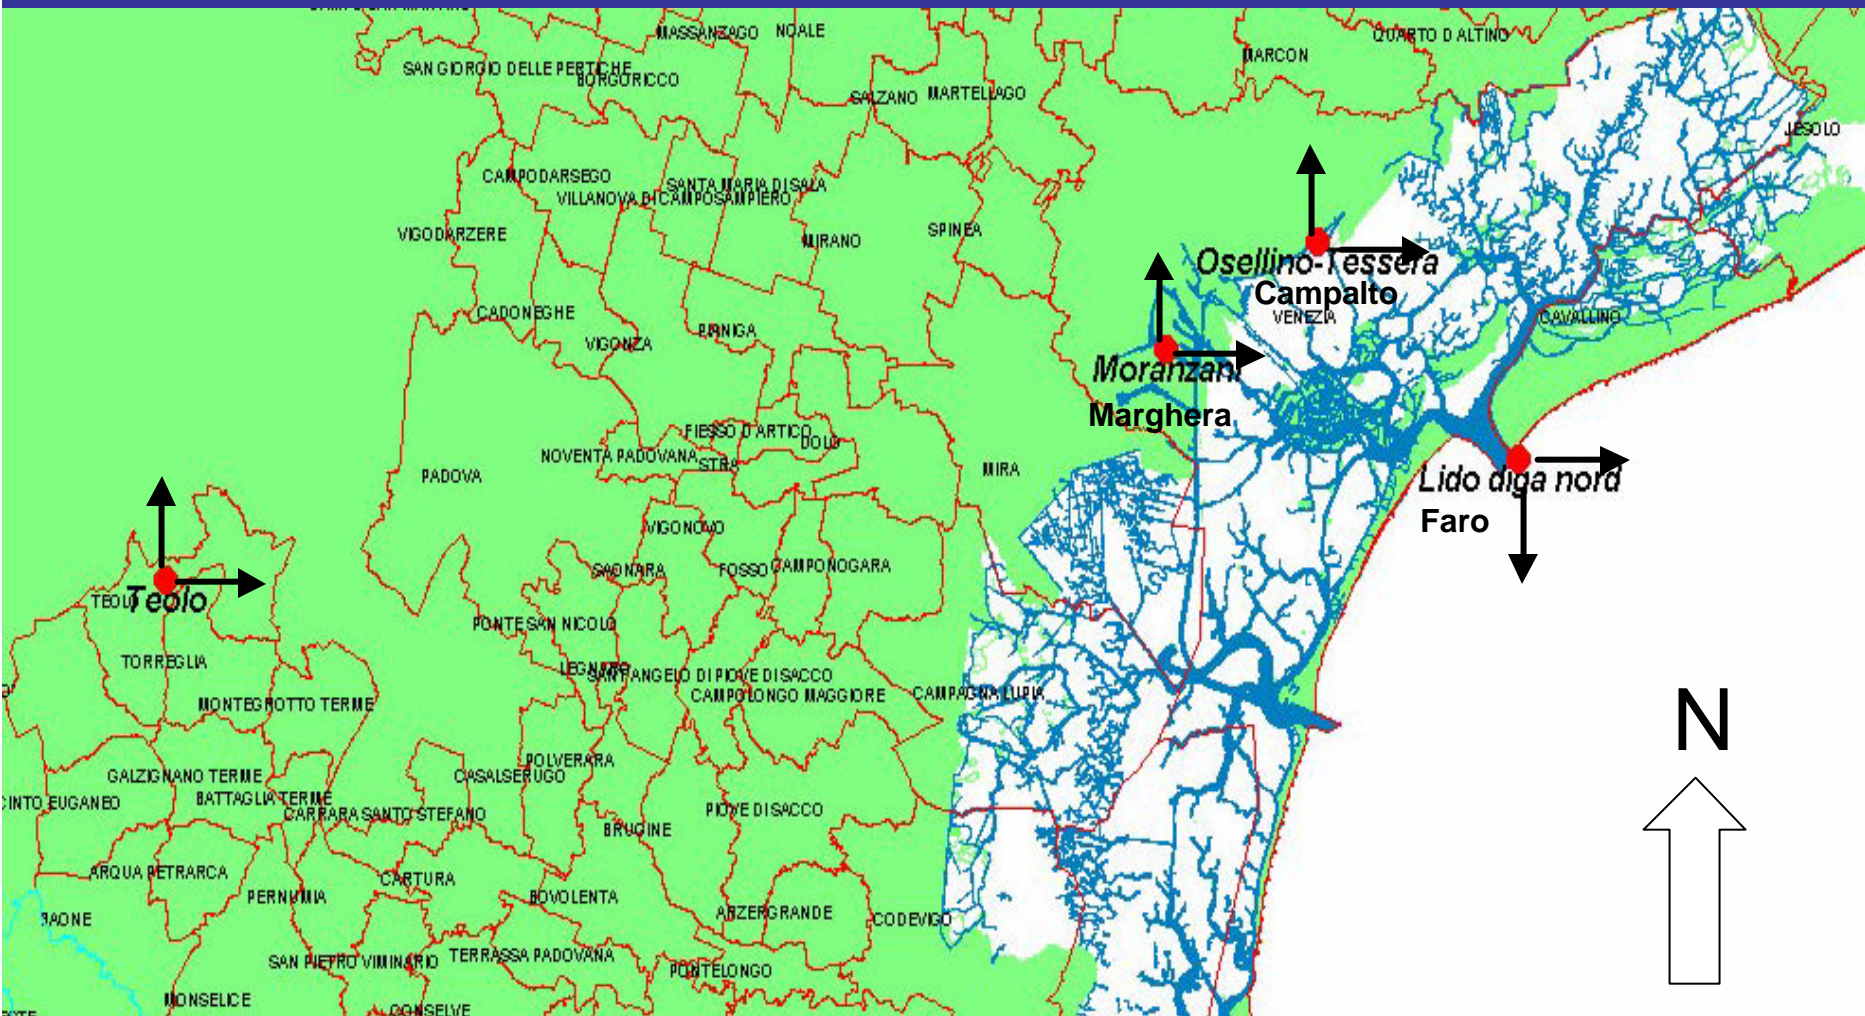 MASSANZAGO
NOALE
QUARTO D ALTINO
SAN GIORGIO DELLE PERTICHE
BORGORICCO
MARCON
SALZANO
MARTELLAGO
JESOLO
CAMPODARSEGO
SANTA MARIA DI SALA
VILLANOVA DI CAMPOSAMPIERO
VIGODARZERE
MIRANO
SPINEA
Osellino-Tessera
Campalto
VENEZIA
CAVALLINO
CADONEGHE
VIGONZA
PIANIGA
Moranzani
Marghera
FIESSO D ARTICO
DOLO
NOVENTA PADOVANA
STRA
PADOVA
MIRA
Lido diga nord
Faro
VIGONOVO
SAONARA
FOSSO
CAMPONOGARA
TEOLO
Teolo
PONTE SAN NICOLO
TORREGLIA
LEGNARO
SANT ANGELO DI PIOVE DI SACCO
CAMPOLONGO MAGGIORE
CAMPAGNA LUPIA
MONTEGROTTO TERME
N
POLVERARA
GALZIGNANO TERME
CASALSERUGO
CINTO EUGANEO
BATTAGLIA TERME
CARRARA SANTO STEFANO
PIOVE DI SACCO
BRUGINE
ARQUA PETRARCA
CARTURA
PERNUMIA
BOVOLENTA
BAONE
ARZERGRANDE
CODEVIGO
SAN PIETRO VIMINARIO
TERRASSA PADOVANA
PONTELONGO
MONSELICE
CONSELVE